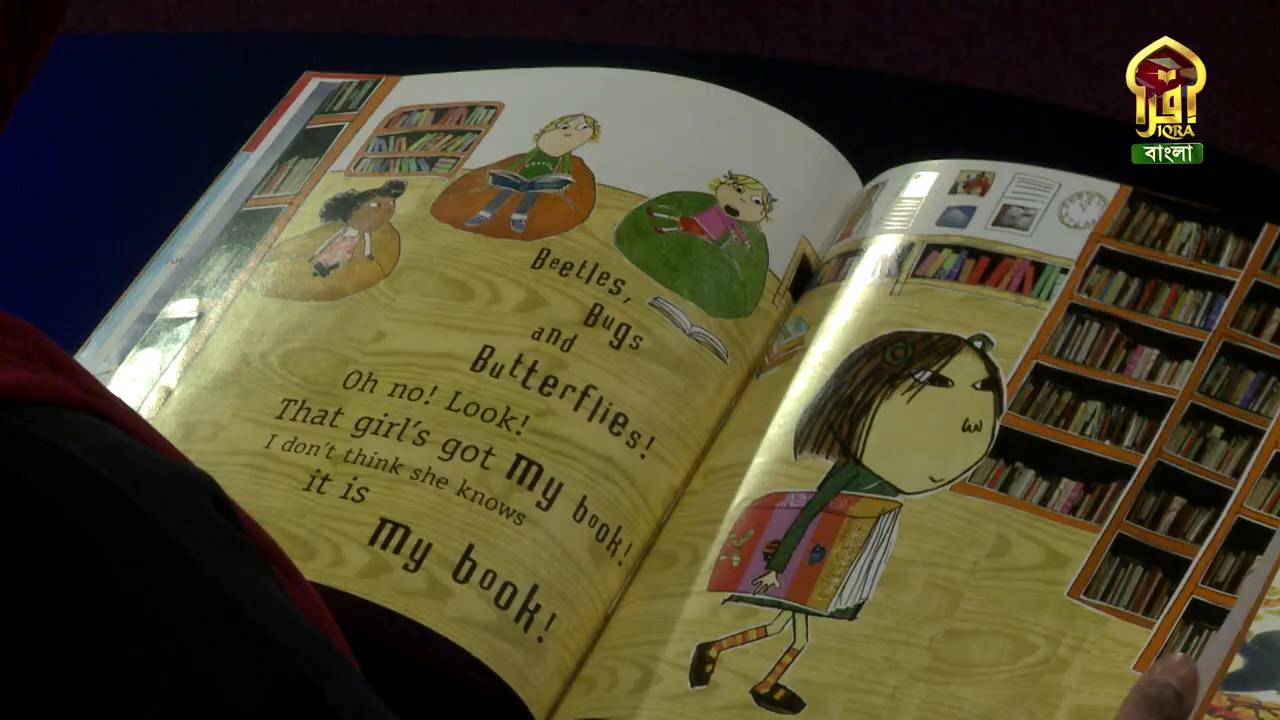 Beetles,
Bugs
and
Butterflies!
Oh no! Look!
That girl's got my book!
I don't think she knows
it is
my book!
اقرأ
IQRA
বাংলা